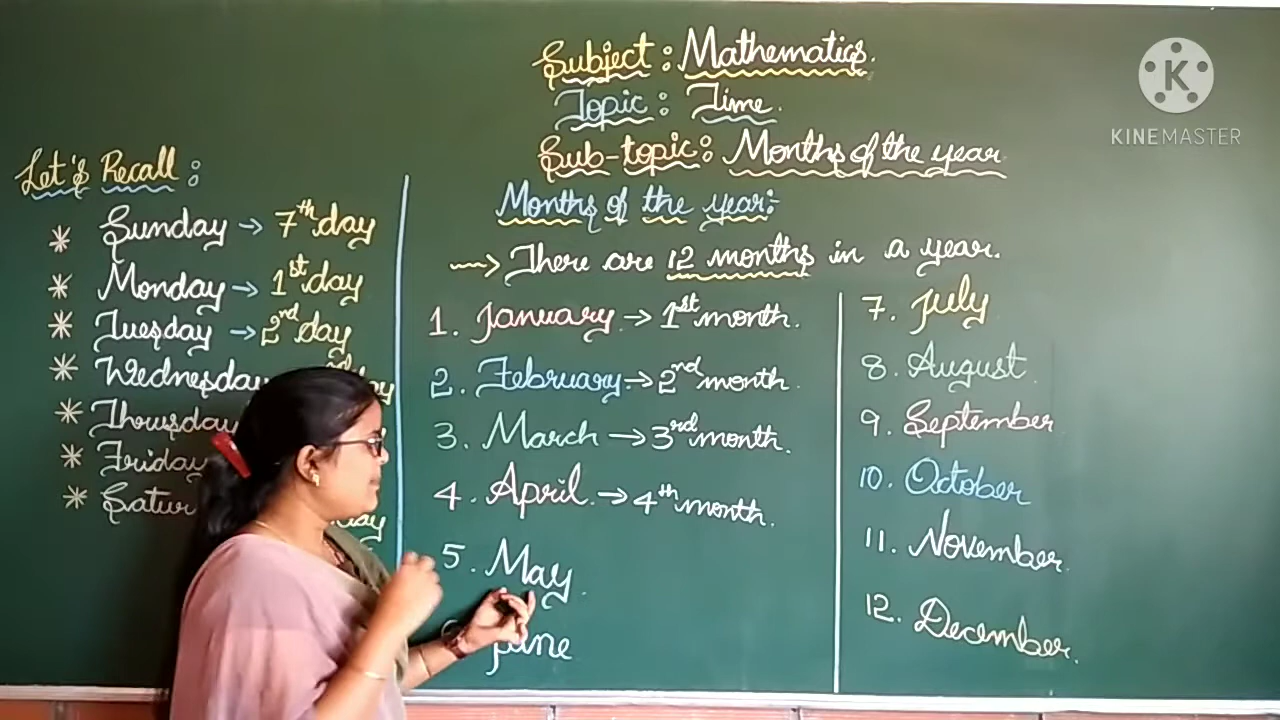 Subject: Mathematics.
Topic: Time.
Sub-topic: Months of the year
Let's Recall:
* Sunday → 7th day
* Monday → 1st day
* Tuesday → 2nd day
* Wednesday
* Thursday
* Friday
* Satur
day
Months of the year:
→ There are 12 months in a year.
1. January → 1st month.
2. February → 2nd month.
3. March → 3rd month.
4. April → 4th month.
5. May.
June
7. July
8. August.
9. September
10. October
11. November.
12. December.
K
KINEMASTER